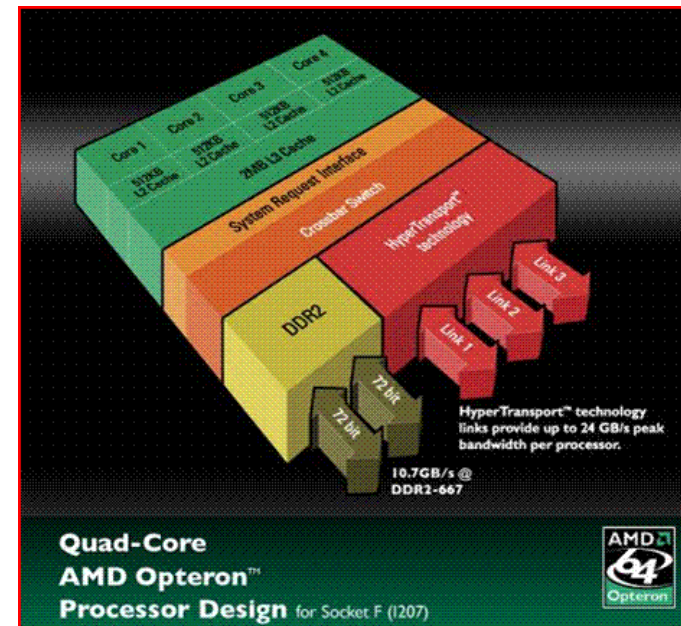 Core 1
Core 2
Core 3
Core 4
512KB
L2 Cache
512KB
L2 Cache
512KB
L2 Cache
512KB
L2 Cache
2MB L3 Cache
System Request Interface
Crossbar Switch
HyperTransport™
technology
DDR2
Link 1
Link 2
Link 3
72 bit
72 bit
HyperTransport™ technology
links provide up to 24 GB/s peak
bandwidth per processor.
10.7GB/s @
DDR2-667
Quad-Core
AMD Opteron™
Processor Design for Socket F (1207)
AMD
64
Opteron